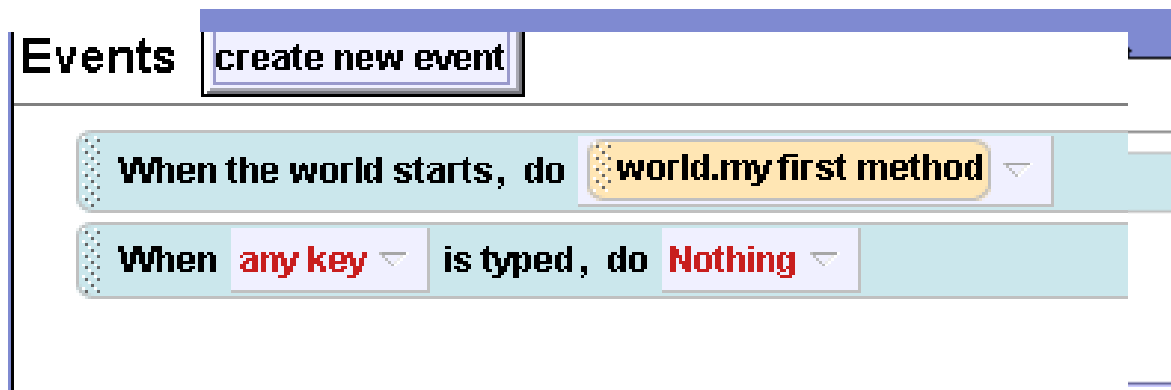 Events create new event
When the world starts, do world.my first method
When any key is typed, do Nothing